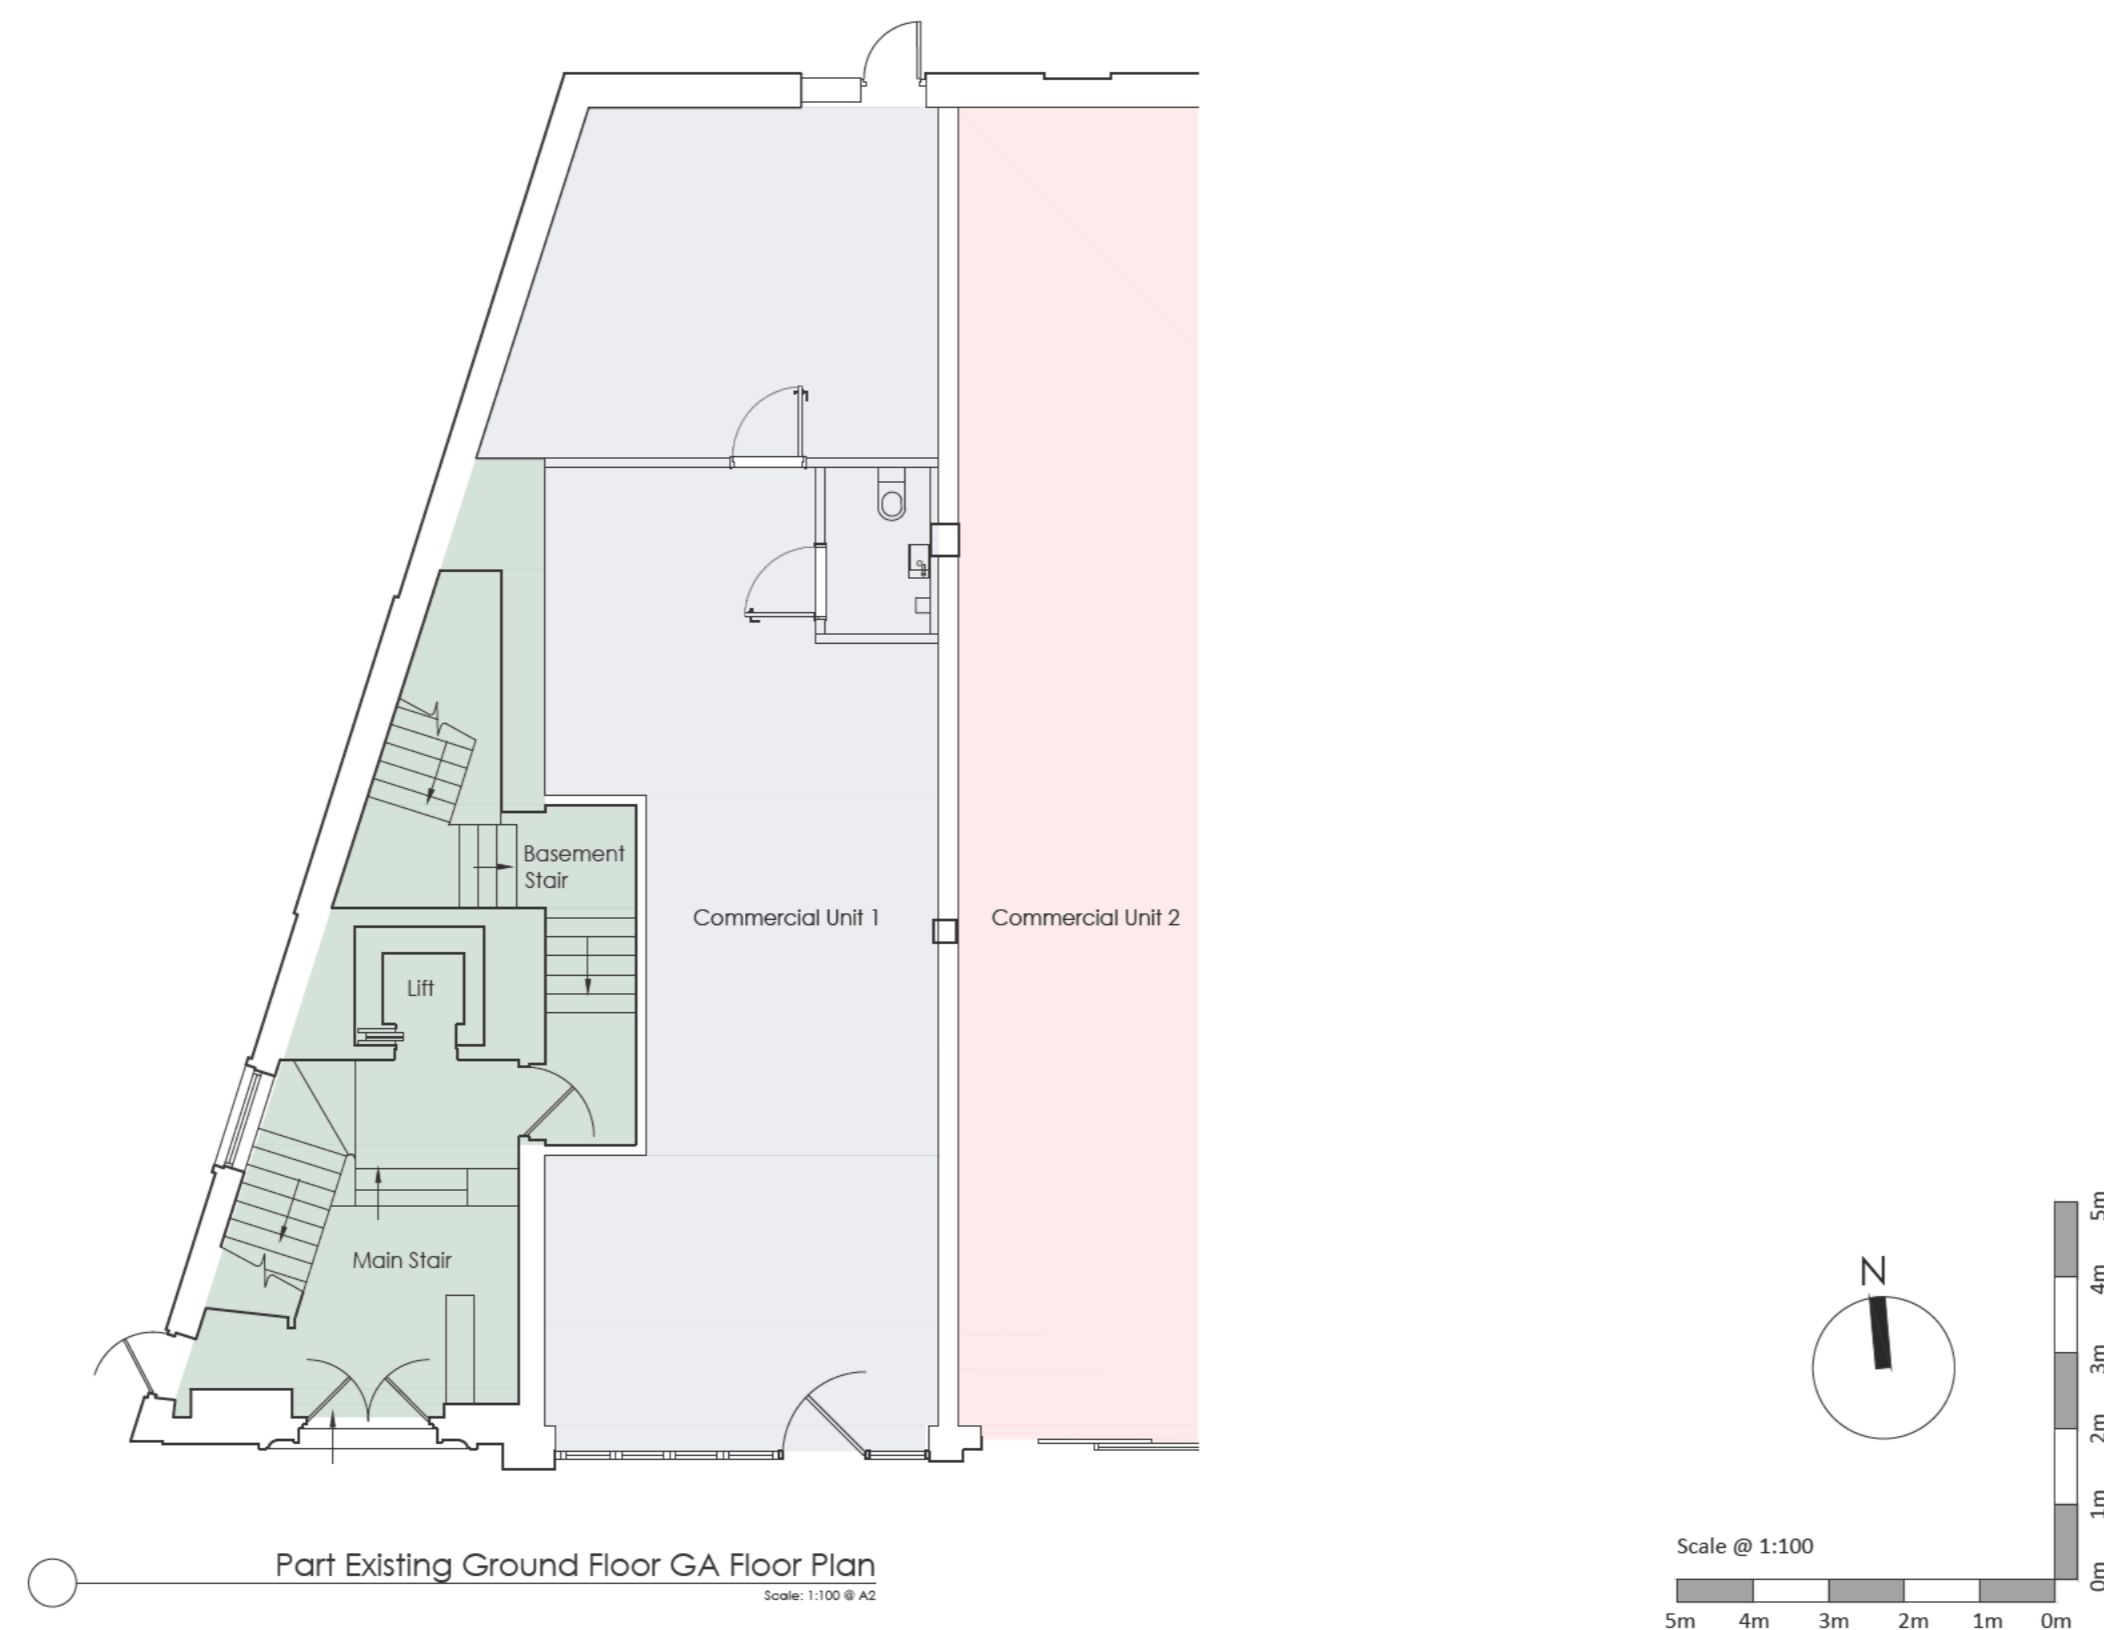 Basement
Stair
Commercial Unit 1
Commercial Unit 2
Lift
Main Stair
Part Existing Ground Floor GA Floor Plan
Scale: 1:100 @ A2
N
5m
4m
3m
2m
1m
0m
Scale @ 1:100
5m 4m 3m 2m 1m 0m